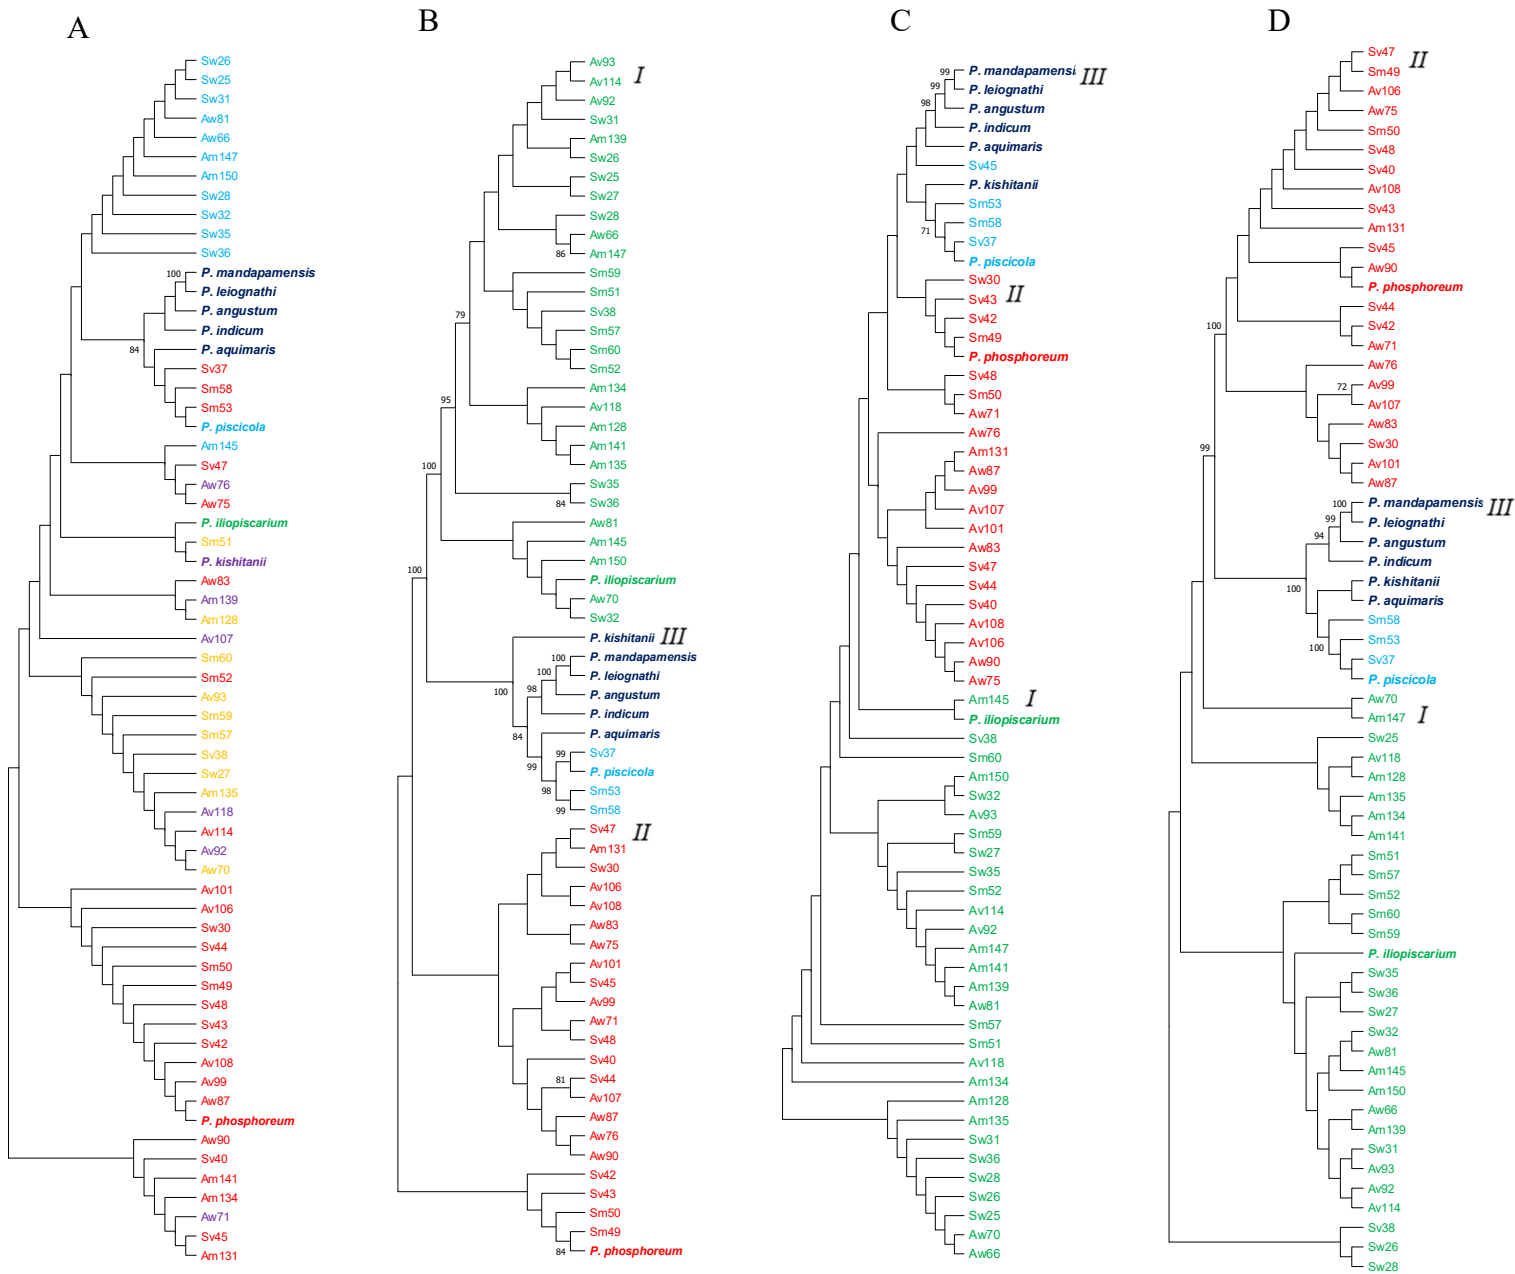 A
Sw26
Sw25
Sw31
Aw81
Aw66
Am147
Am150
Sw28
Sw32
Sw35
Sw36
100
P. mandapamensis
P. leiognathi
P. angustum
P. indicum
84
P. aquimaris
Sv37
Sm58
Sm53
P. piscicola
Am145
Sv47
Aw76
Aw75
P. iliopiscarium
Sm51
P. kishitanii
Aw83
Am139
Am128
Av107
Sm60
Sm52
Av93
Sm59
Sm57
Sv38
Sw27
Am135
Av118
Av114
Av92
Aw70
Av101
Av106
Sw30
Sv44
Sm50
Sm49
Sv48
Sv43
Sv42
Av108
Av99
Aw87
P. phosphoreum
Aw90
Sv40
Am141
Am134
Aw71
Sv45
Am131
B
Av93
I
Av114
Av92
Sw31
Am139
Sw26
Sw25
Sw27
Sw28
Aw66
86
Am147
Sm59
Sm51
79
Sv38
Sm57
Sm60
Sm52
Am134
95
Av118
Am128
Am141
100
Am135
Sw35
84
Sw36
Aw81
Am145
Am150
100
P. iliopiscarium
Aw70
Sw32
P. kishitanii
III
100
P. mandapamensis
100
P. leiognathi
100
98
P. angustum
P. indicum
84
P. aquimaris
99
Sv37
99
P. piscicola
98
Sm53
99
Sm58
Sv47
II
Am131
Sw30
Av106
Av108
Aw83
Aw75
Av101
Sv45
Av99
Aw71
Sv48
Sv40
81
Sv44
Av107
Aw87
Aw76
Aw90
Sv42
Sv43
Sm50
Sm49
84
P. phosphoreum
C
99
P. mandapamensi
III
99
P. leiognathi
98
P. angustum
P. indicum
P. aquimaris
Sv45
P. kishitanii
Sm53
Sm58
71
Sv37
P. piscicola
Sw30
Sv43
II
Sv42
Sm49
P. phosphoreum
Sv48
Sm50
Aw71
Aw76
Am131
Aw87
Av99
Av107
Av101
Aw83
Sv47
Sv44
Sv40
Av108
Av106
Aw90
Aw75
Am145
I
P. iliopiscarium
Sv38
Sm60
Am150
Sw32
Av93
Sm59
Sw27
Sw35
Sm52
Av114
Av92
Am147
Am141
Am139
Aw81
Sm57
Sm51
Av118
Am134
Am128
Am135
Sw31
Sw36
Sw28
Sw26
Sw25
Aw70
Aw66
D
Sv47
II
Sm49
Av106
Aw75
Sm50
Sv48
Sv40
Av108
Sv43
Am131
Sv45
Aw90
P. phosphoreum
Sv44
100
Sv42
Aw71
Aw76
72
Av99
Av107
Aw83
Sw30
99
Av101
Aw87
100
P. mandapamensis
III
99
P. leiognathi
94
P. angustum
P. indicum
100
P. kishitanii
P. aquimaris
Sm58
Sm53
100
Sv37
P. piscicola
Aw70
Am147
I
Sw25
Av118
Am128
Am135
Am134
Am141
Sm51
Sm57
Sm52
Sm60
Sm59
P. iliopiscarium
Sw35
Sw36
Sw27
Sw32
Aw81
Am145
Am150
Aw66
Am139
Sw31
Av93
Av92
Av114
Sv38
Sw26
Sw28